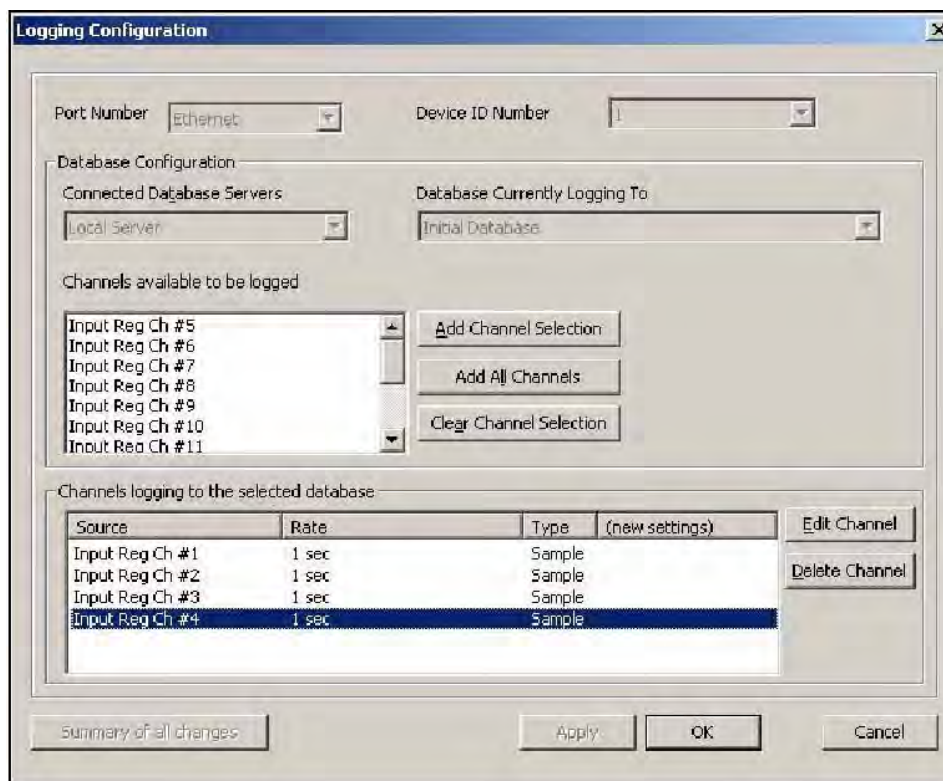 Logging Configuration
Port Number
Ethernet
Device ID Number
1
Database Configuration
Connected Database Servers
Database Currently Logging To
Local Server
Initial Database
Channels available to be logged
Input Reg Ch #5
Input Reg Ch #6
Input Reg Ch #7
Input Reg Ch #8
Input Reg Ch #9
Input Reg Ch #10
Input Reg Ch #11
Add Channel Selection
Add All Channels
Clear Channel Selection
Channels logging to the selected database
Source Rate Type (new settings)
Input Reg Ch #1 1 sec Sample
Input Reg Ch #2 1 sec Sample
Input Reg Ch #3 1 sec Sample
Input Reg Ch #4 1 sec Sample
Edit Channel
Delete Channel
Summary of all changes
Apply
OK
Cancel